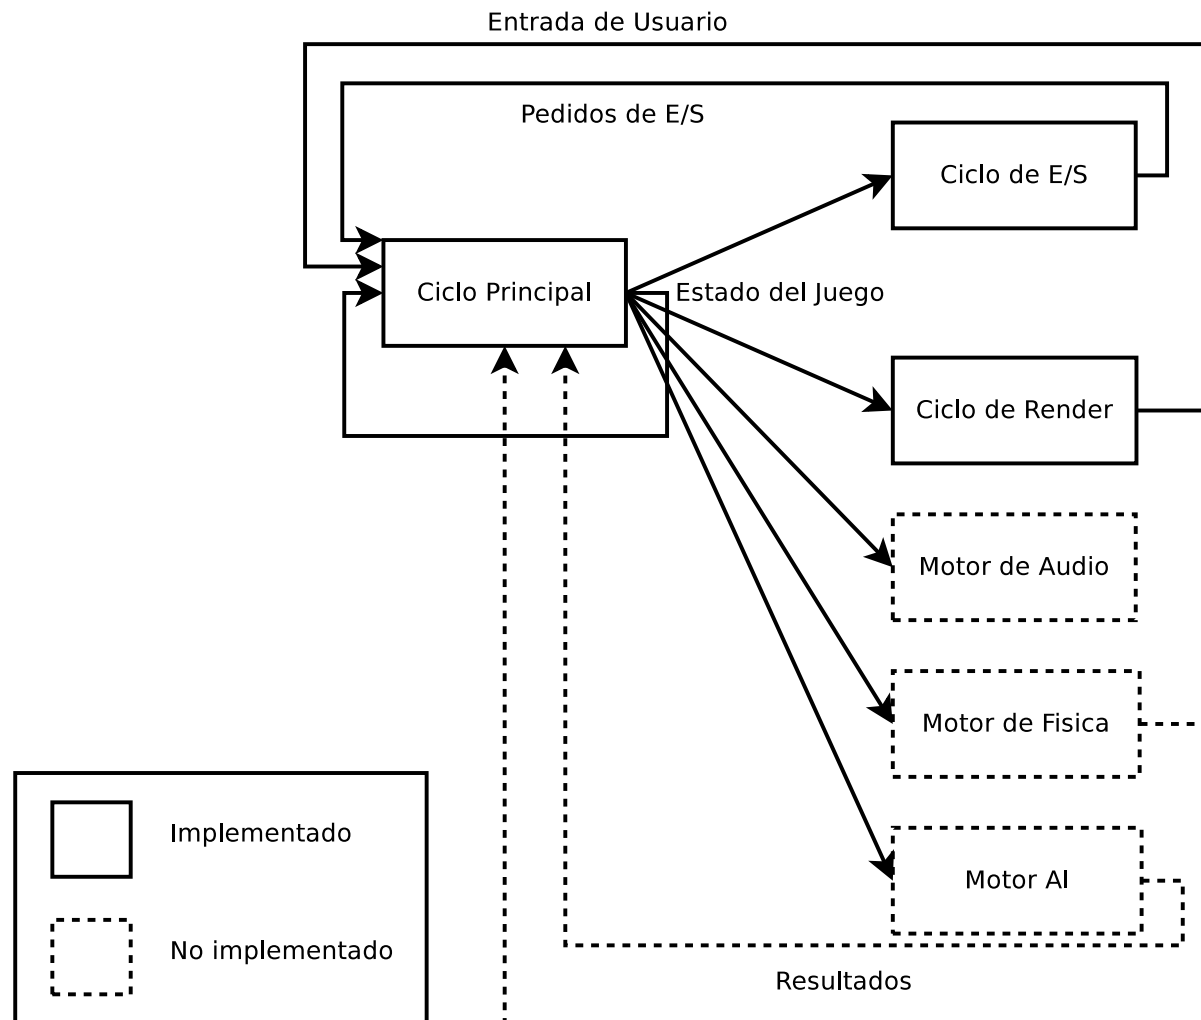 Entrada de Usuario
Pedidos de E/S
Ciclo de E/S
Ciclo Principal
Estado del Juego
Ciclo de Render
Motor de Audio
Motor de Fisica
Implementado
Motor AI
No implementado
Resultados